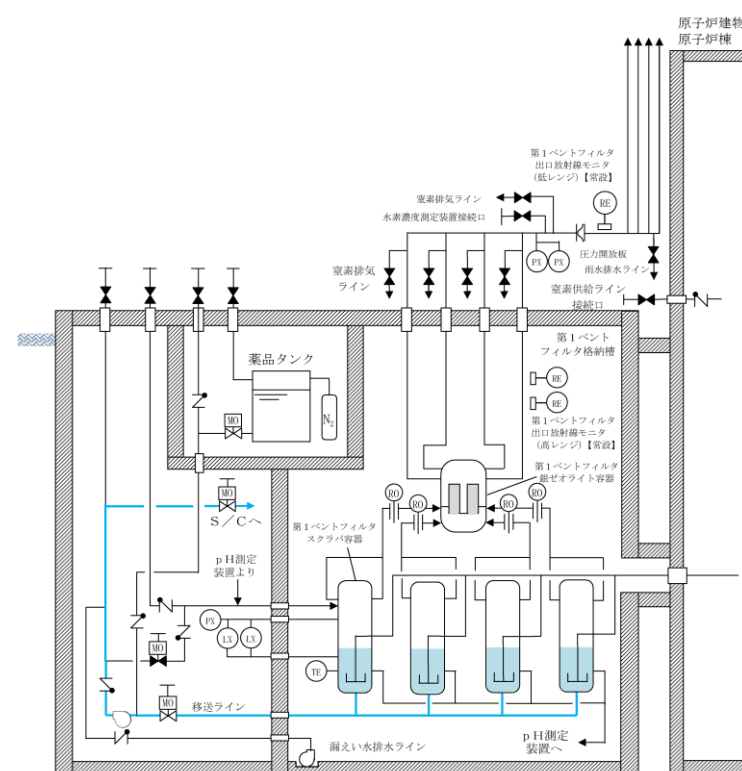 原子炉建物
原子炉棟
第1ベントフィルタ
出口放射線モニタ
(低レンジ)【常設】
RE
窒素排気ライン
水素濃度測定装置接続口
圧力開放板
雨水排水ライン
PX
PX
窒素排気
ライン
窒素供給ライン
接続口
第1ベント
フィルタ格納槽
薬品タンク
N2
MO
RE
RE
第1ベントフィルタ
出口放射線モニタ
(高レンジ)【常設】
第1ベントフィルタ
銀ゼオライト容器
RO
RO
RO
RO
MO
S/Cへ
第1ベントフィルタ
スクラバ容器
pH測定
装置より
PX
LX
LX
MO
TE
MO
移送ライン
漏えい水排水ライン
pH測定
装置へ